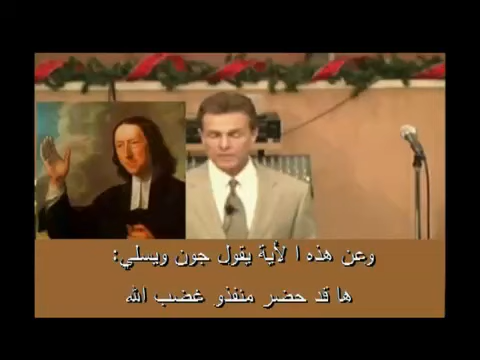 وعن هذه ا لأية يقول جون ويسلي:
ها قد حضر منفذو غضب الله